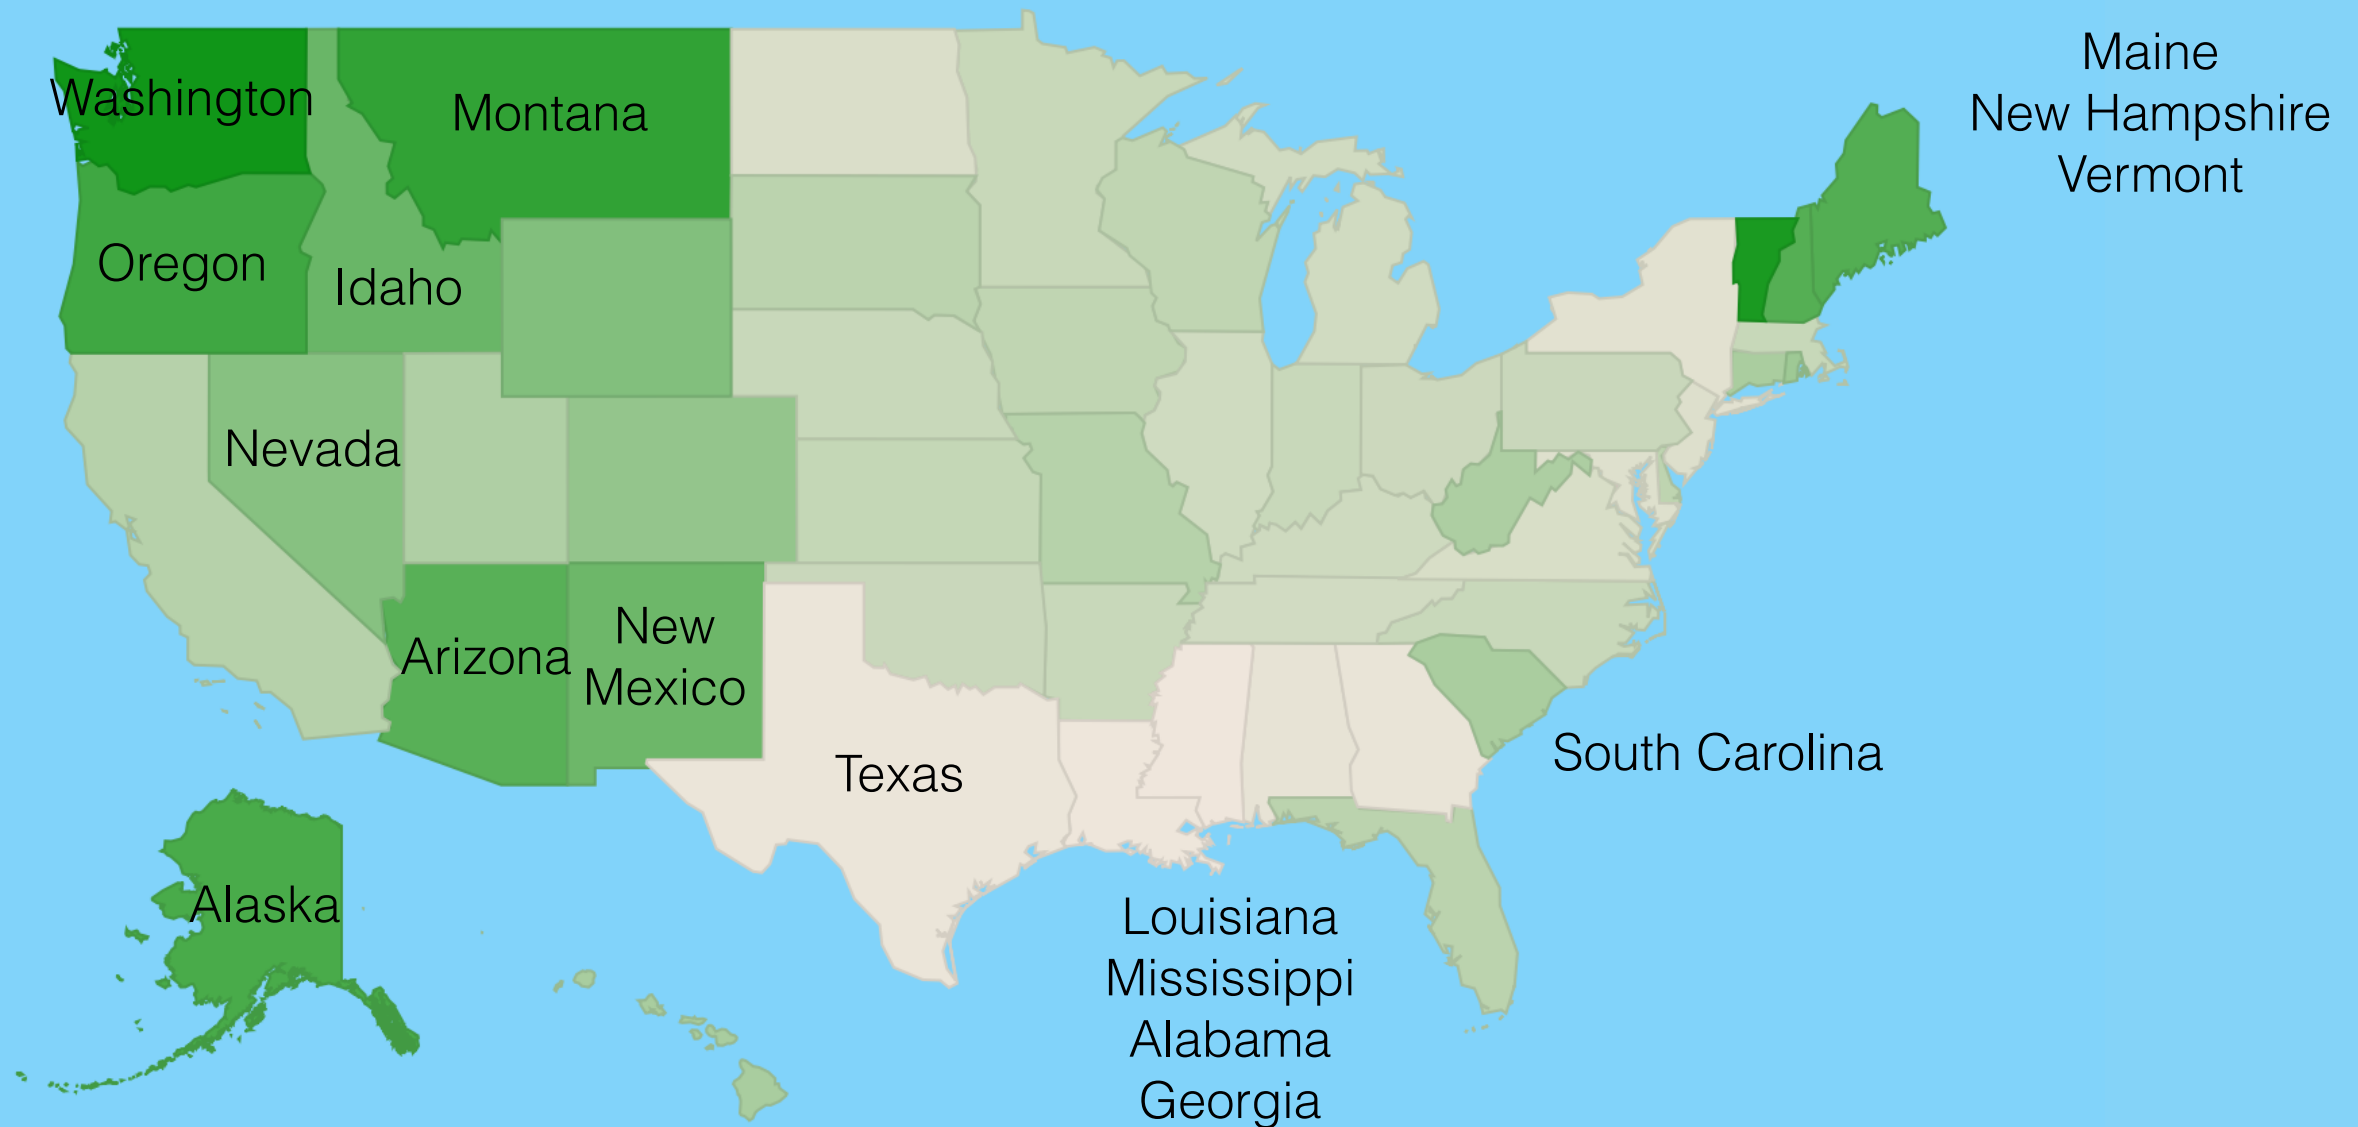 Maine
New Hampshire
Vermont
Washington
Montana
Oregon
Idaho
Nevada
New
Mexico
Arizona
Texas
South Carolina
Alaska
Louisiana
Mississippi
Alabama
Georgia